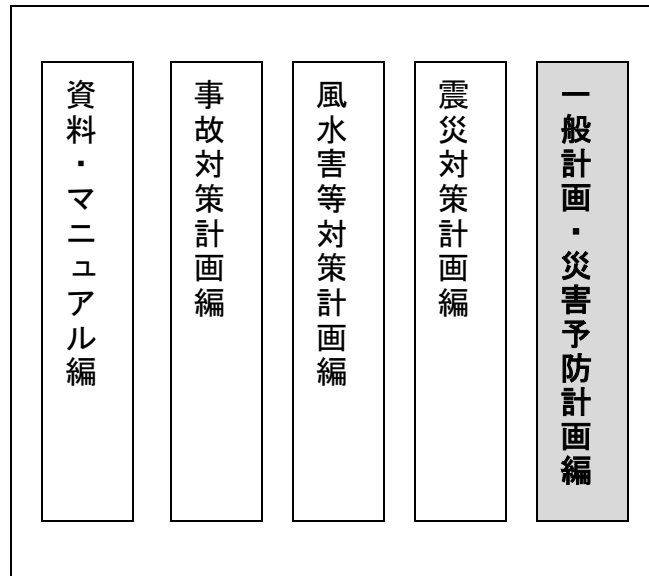 一般計画・災害予防計画編
震災対策計画編
風水害等対策計画編
事故対策計画編
資料・マニュアル編